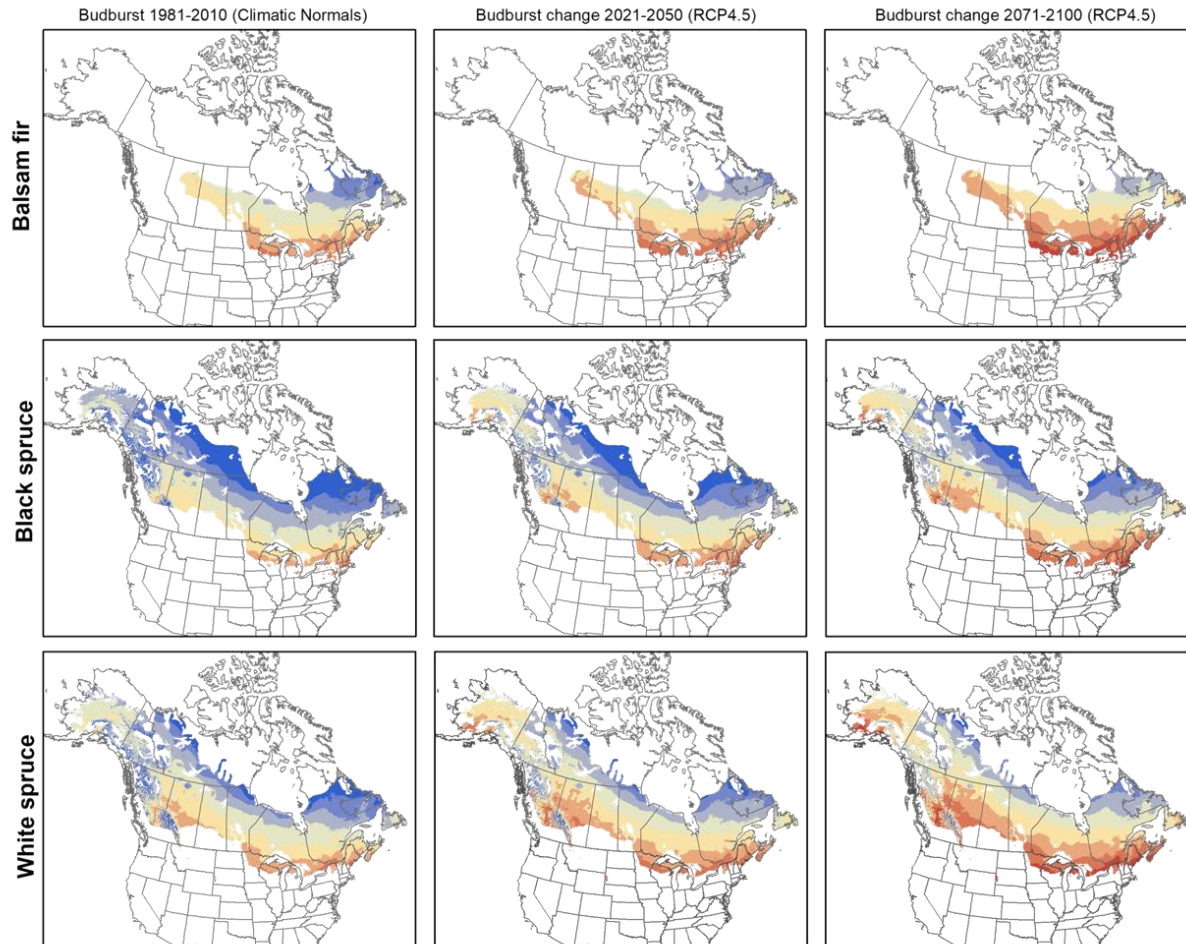 Budburst 1981-2010 (Climatic Normals)
Budburst change 2021-2050 (RCP4.5)
Budburst change 2071-2100 (RCP4.5)
Balsam fir
Black spruce
White spruce